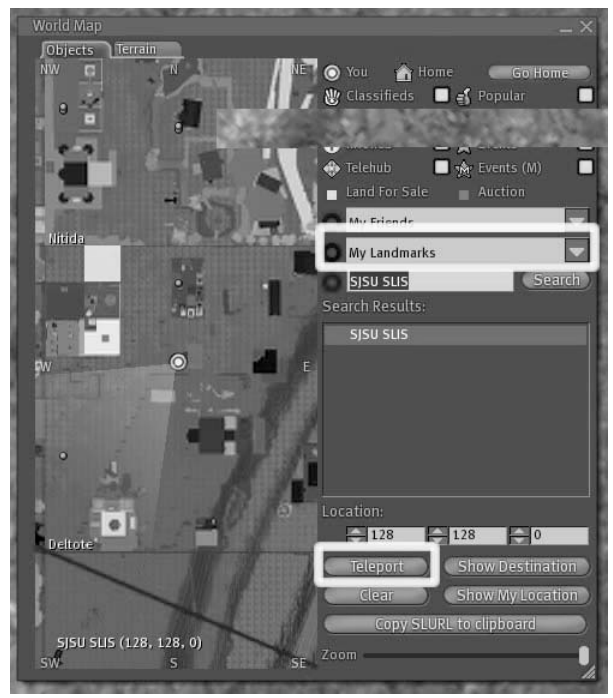 World Map
Objects Terrain
NW N NE
You Home Go Home
Classifieds Popular
Events
Telehub Events (M)
Land For Sale Auction
My Friends
Nitida
My Landmarks
SJSU SLIS Search
Search Results:
SJSU SLIS
W E
Location:
128 128 0
Deltote
Teleport Show Destination
Clear Show My Location
Copy SLURL to clipboard
SJSU SLIS (128, 128, 0)
Zoom
SW S SE